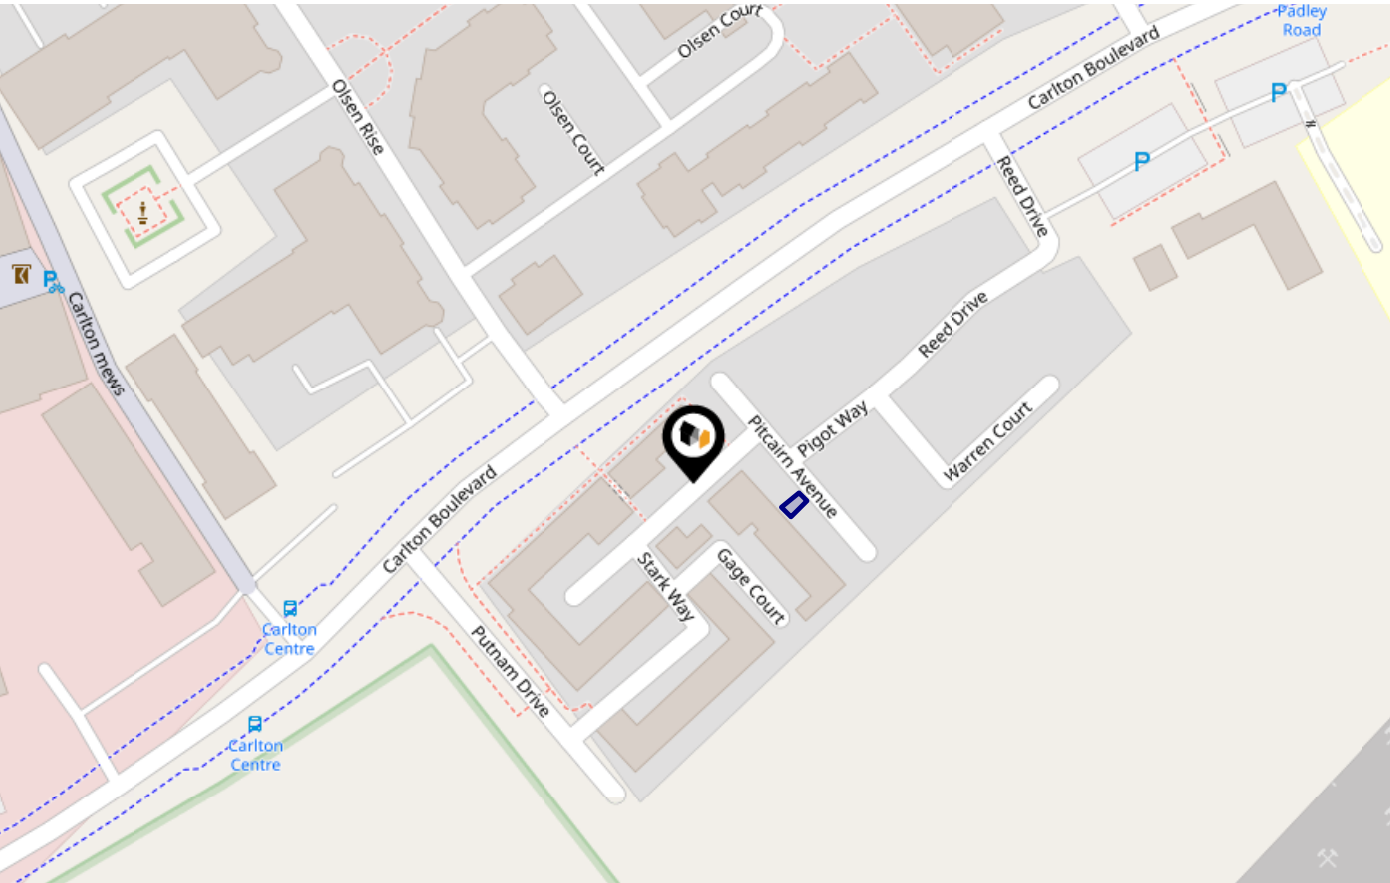 Olsen Court
Padley
Road
Carlton Boulevard
Olsen Rise
Olsen Court
P
P
Reed Drive
P
Carlton mews
Reed Drive
Pitcairn Avenue
Pigot Way
Warren Court
Carlton Boulevard
Stark Way
Gage Court
Carlton
Centre
Putnam Drive
Carlton
Centre